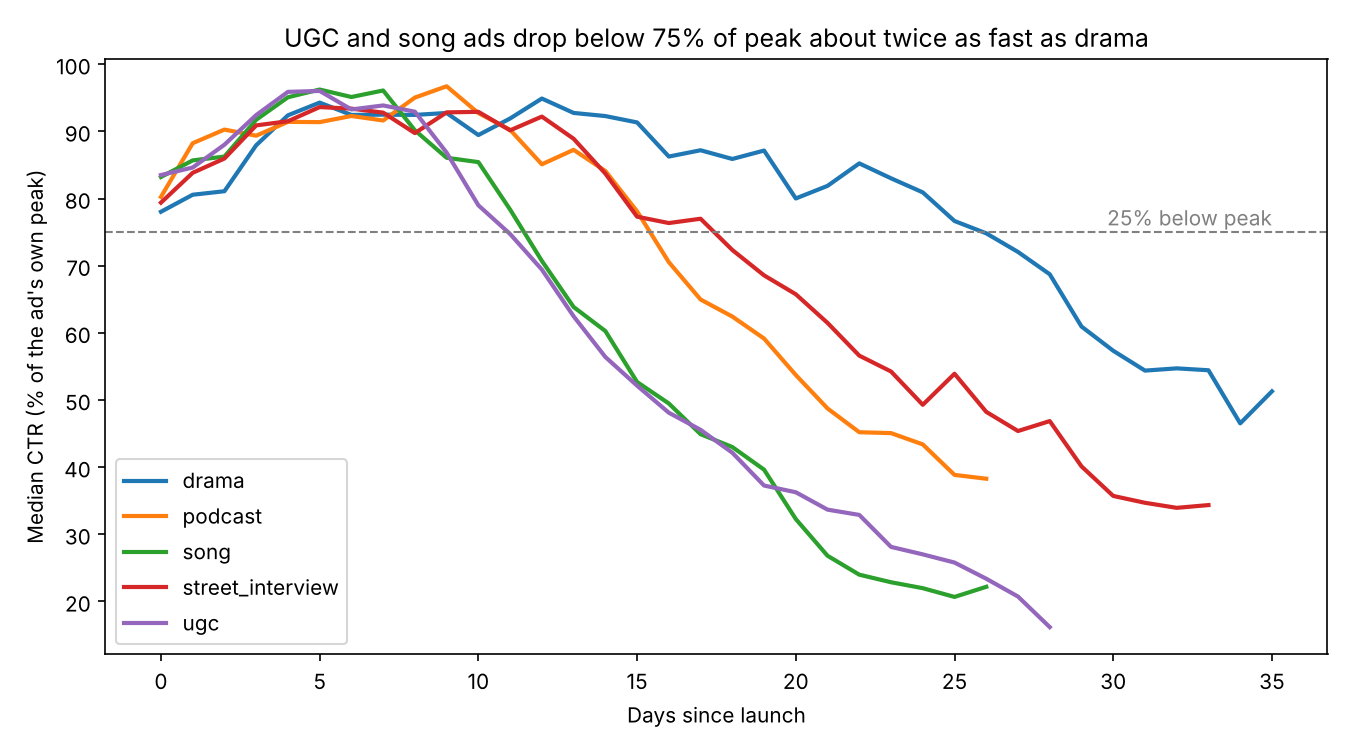 UGC and song ads drop below 75% of peak about twice as fast as drama
Median CTR (% of the ad's own peak)
100
90
80
70
60
50
40
30
20
25% below peak
drama
podcast
song
street_interview
ugc
0 5 10 15 20 25 30 35
Days since launch